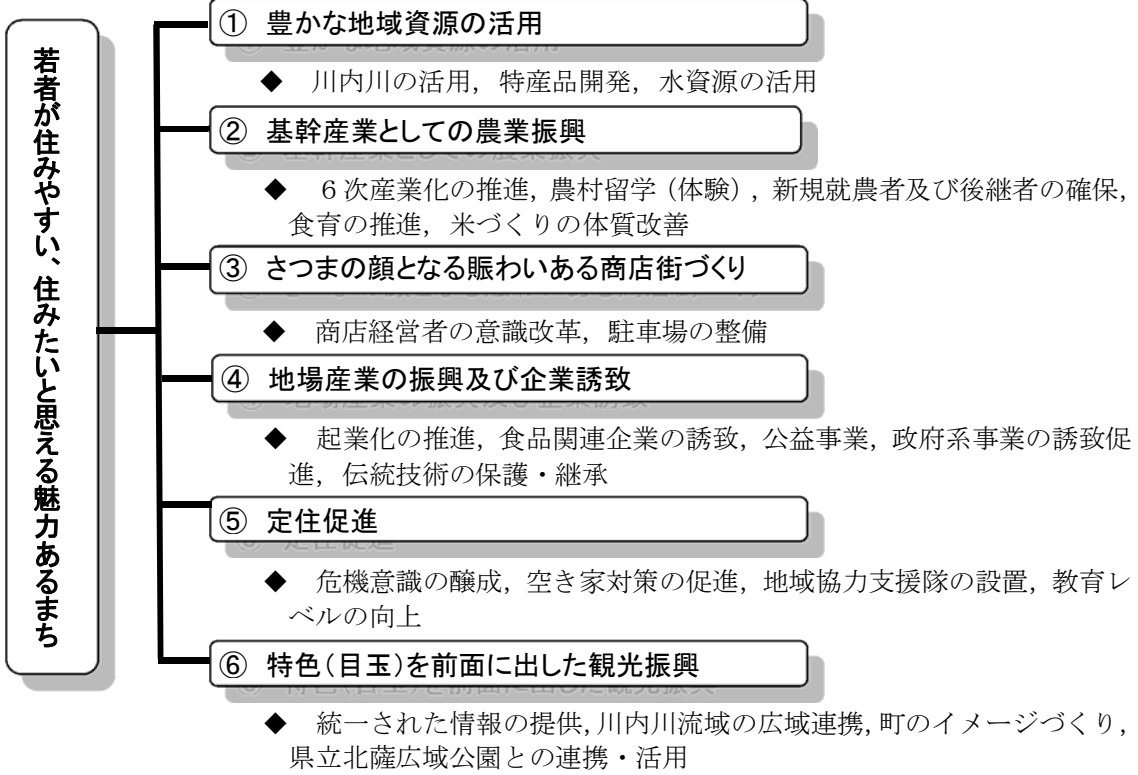 若者が住みやすい、住みたいと思える魅力あるまち
① 豊かな地域資源の活用
◆ 川内川の活用，特産品開発，水資源の活用
② 基幹産業としての農業振興
◆ ６次産業化の推進，農村留学（体験），新規就農者及び後継者の確保，
食育の推進，米づくりの体質改善
③ さつまの顔となる賑わいある商店街づくり
◆ 商店経営者の意識改革，駐車場の整備
④ 地場産業の振興及び企業誘致
◆ 起業化の推進，食品関連企業の誘致，公益事業，政府系事業の誘致促
進，伝統技術の保護・継承
⑤ 定住促進
◆ 危機意識の醸成，空き家対策の促進，地域協力支援隊の設置，教育レ
ベルの向上
⑥ 特色（目玉）を前面に出した観光振興
◆ 統一された情報の提供，川内川流域の広域連携，町のイメージづくり，
県立北薩広域公園との連携・活用